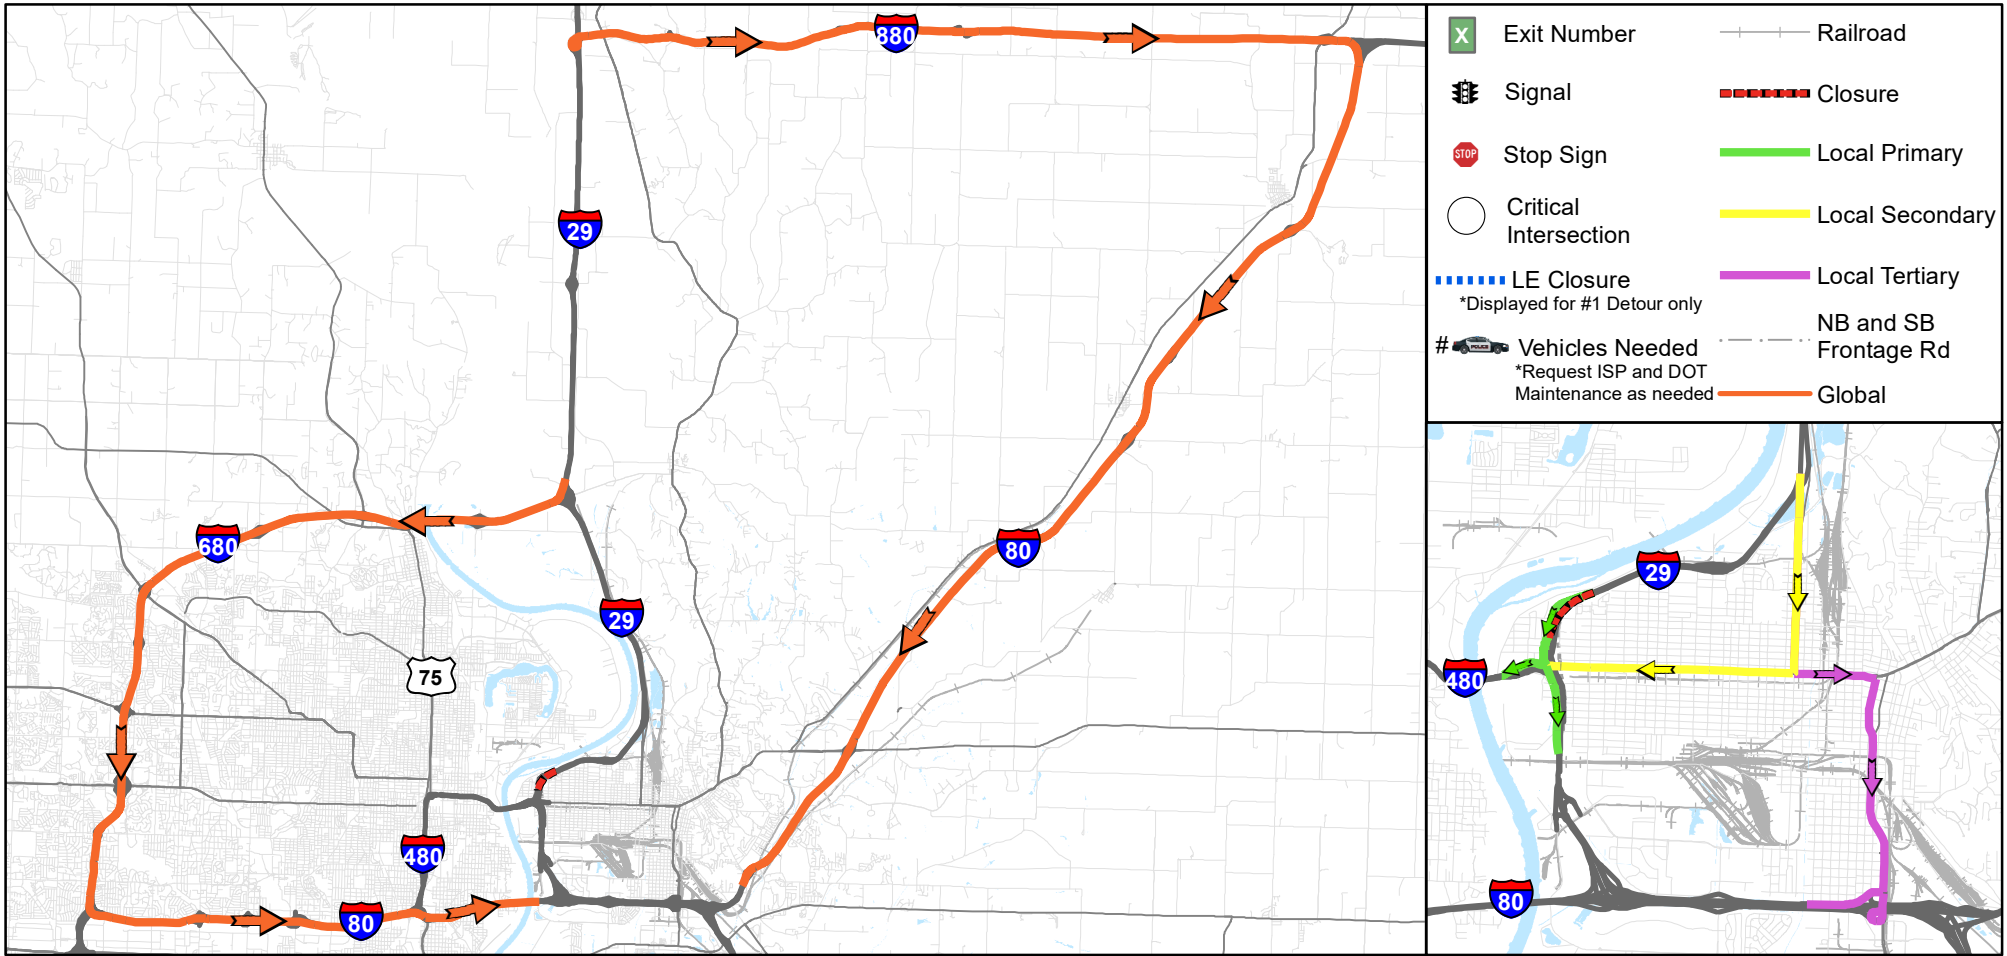 880
29
680
80
29
75
480
80
X Exit Number
Signal
STOP Stop Sign
Critical
Intersection
LE Closure
*Displayed for #1 Detour only
# POLICE Vehicles Needed
*Request ISP and DOT
Maintenance as needed
Railroad
Closure
Local Primary
Local Secondary
Local Tertiary
NB and SB
Frontage Rd
Global
29
480
80